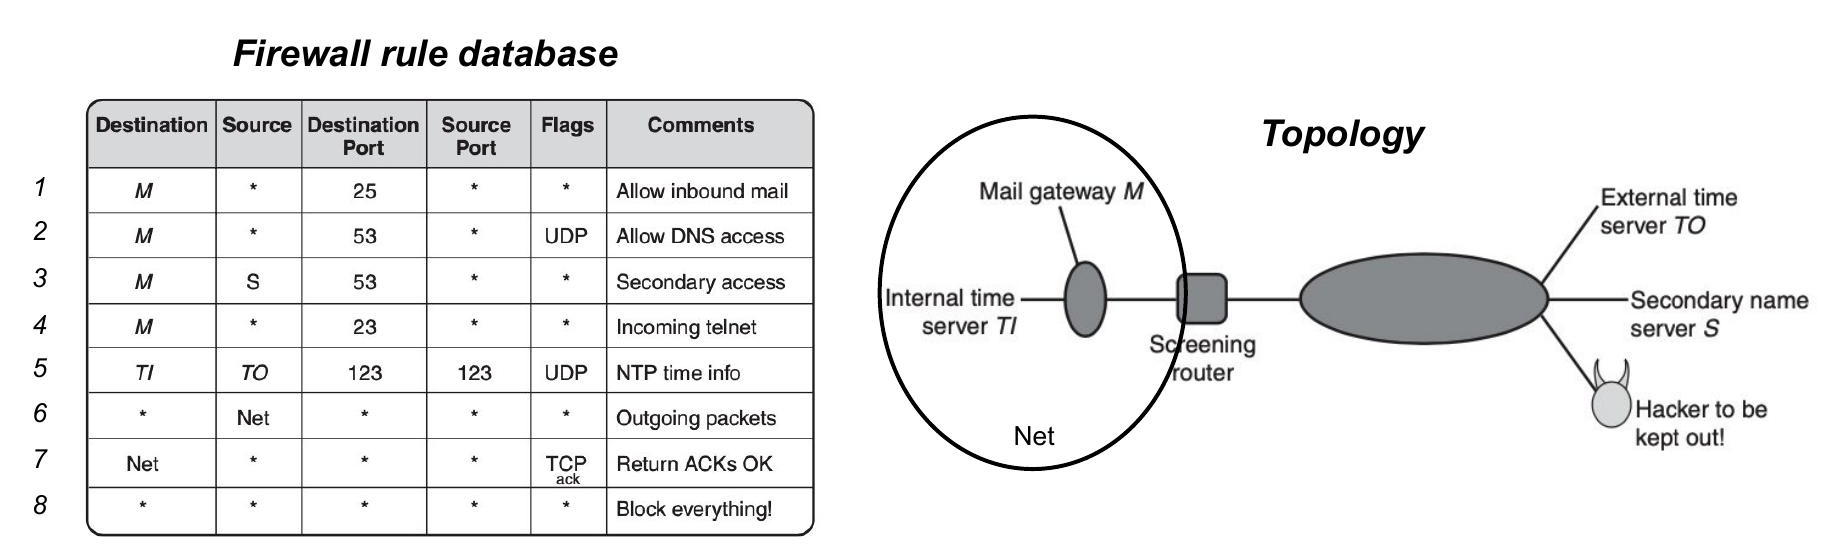 Firewall rule database
Destination Source Destination Port Source Port Flags Comments
1 M * 25 * * Allow inbound mail
2 M * 53 * UDP Allow DNS access
3 M S 53 * * Secondary access
4 M * 23 * * Incoming telnet
5 TI TO 123 123 UDP NTP time info
6 * Net * * * Outgoing packets
7 Net * * * TCP ack Return ACKs OK
8 * * * * * Block everything!
Topology
Mail gateway M
Internal time
server TI
Screening
router
Net
External time
server TO
Secondary name
server S
Hacker to be
kept out!